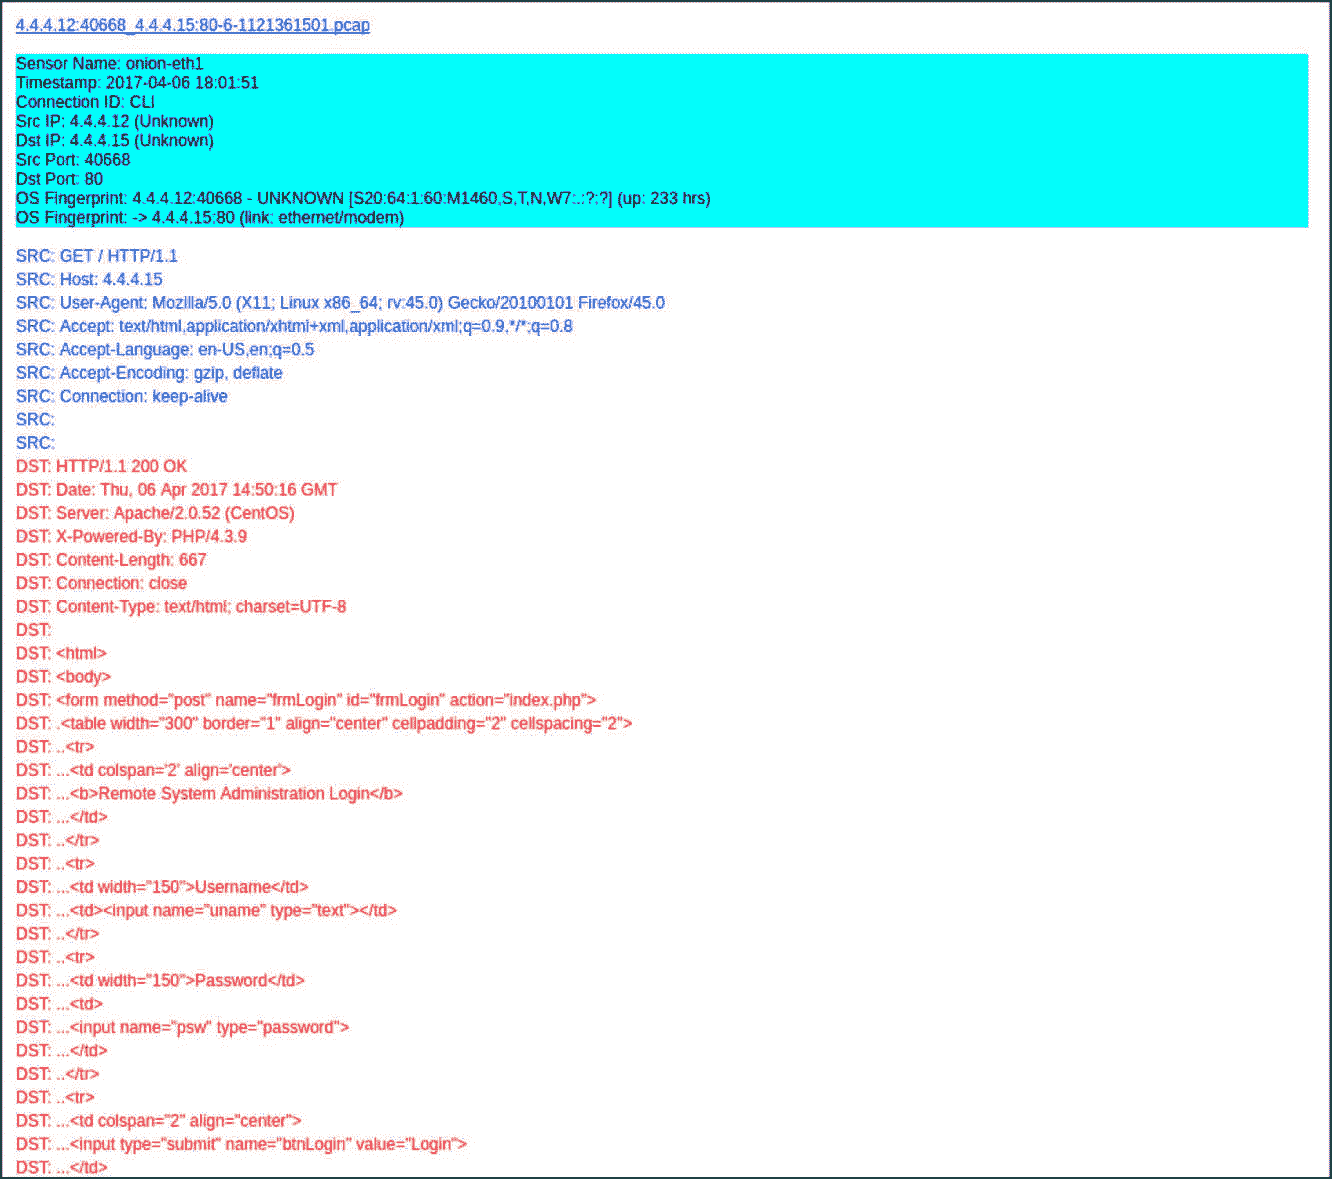 4.4.4.12:40668_4.4.4.15:80-6-1121361501.pcap
Sensor Name: onion-eth1
Timestamp: 2017-04-06 18:01:51
Connection ID: CLI
Src IP: 4.4.4.12 (Unknown)
Dst IP: 4.4.4.15 (Unknown)
Src Port: 40668
Dst Port: 80
OS Fingerprint: 4.4.4.12:40668 - UNKNOWN [S20:64:1:60:M1460,S,T,N,W7:.:?:?] (up: 233 hrs)
OS Fingerprint: -> 4.4.4.15:80 (link: ethernet/modem)
SRC: GET / HTTP/1.1
SRC: Host: 4.4.4.15
SRC: User-Agent: Mozilla/5.0 (X11; Linux x86_64; rv:45.0) Gecko/20100101 Firefox/45.0
SRC: Accept: text/html,application/xhtml+xml,application/xml;q=0.9,*/*;q=0.8
SRC: Accept-Language: en-US,en;q=0.5
SRC: Accept-Encoding: gzip, deflate
SRC: Connection: keep-alive
SRC:
SRC:
DST: HTTP/1.1 200 OK
DST: Date: Thu, 06 Apr 2017 14:50:16 GMT
DST: Server: Apache/2.0.52 (CentOS)
DST: X-Powered-By: PHP/4.3.9
DST: Content-Length: 667
DST: Connection: close
DST: Content-Type: text/html; charset=UTF-8
DST:
DST: <html>
DST: <body>
DST: <form method="post" name="frmLogin" id="frmLogin" action="index.php">
DST: .<table width="300" border="1" align="center" cellpadding="2" cellspacing="2">
DST: ..<tr>
DST: ...<td colspan='2' align='center'>
DST: ...<b>Remote System Administration Login</b>
DST: ...</td>
DST: ..</tr>
DST: ..<tr>
DST: ...<td width="150">Username</td>
DST: ...<td><input name="uname" type="text"></td>
DST: ..</tr>
DST: ..<tr>
DST: ...<td width="150">Password</td>
DST: ...<td>
DST: ...<input name="psw" type="password">
DST: ...</td>
DST: ..</tr>
DST: ..<tr>
DST: ...<td colspan="2" align="center">
DST: ...<input type="submit" name="btnLogin" value="Login">
DST: ...</td>